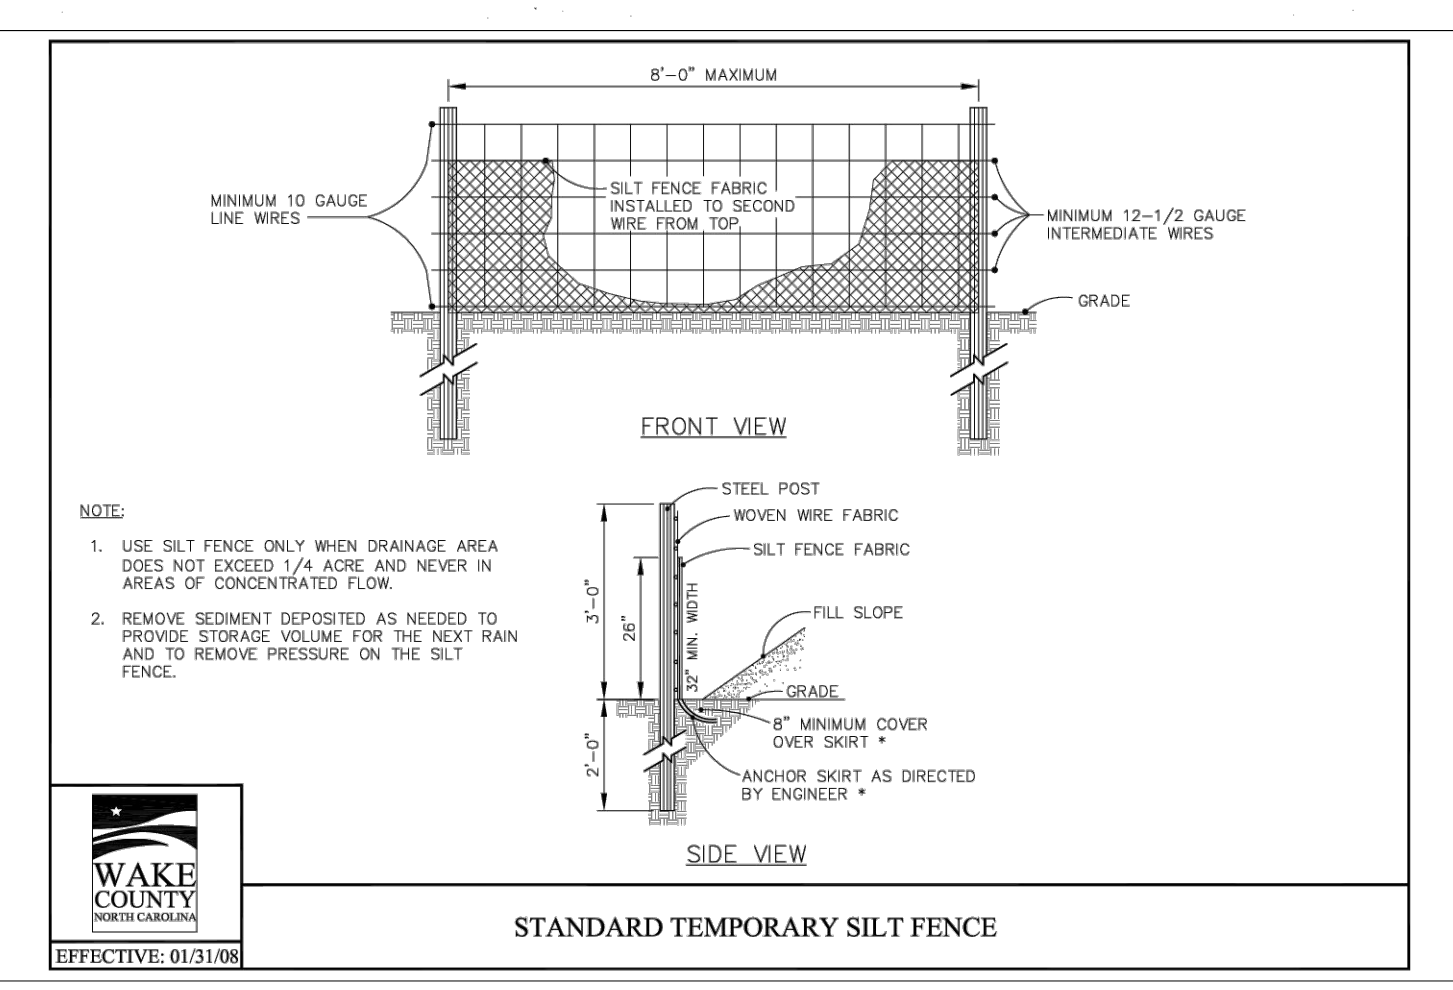 8'-0" MAXIMUM
MINIMUM 10 GAUGE
LINE WIRES
SILT FENCE FABRIC
INSTALLED TO SECOND
WIRE FROM TOP
MINIMUM 12-1/2 GAUGE
INTERMEDIATE WIRES
GRADE
FRONT VIEW
NOTE:
1. USE SILT FENCE ONLY WHEN DRAINAGE AREA
DOES NOT EXCEED 1/4 ACRE AND NEVER IN
AREAS OF CONCENTRATED FLOW.
2. REMOVE SEDIMENT DEPOSITED AS NEEDED TO
PROVIDE STORAGE VOLUME FOR THE NEXT RAIN
AND TO REMOVE PRESSURE ON THE SILT
FENCE.
STEEL POST
WOVEN WIRE FABRIC
SILT FENCE FABRIC
3'-0"
26"
32" MIN. WIDTH
FILL SLOPE
GRADE
8" MINIMUM COVER
OVER SKIRT *
2'-0"
ANCHOR SKIRT AS DIRECTED
BY ENGINEER *
SIDE VIEW
WAKE
COUNTY
NORTH CAROLINA
EFFECTIVE: 01/31/08
STANDARD TEMPORARY SILT FENCE